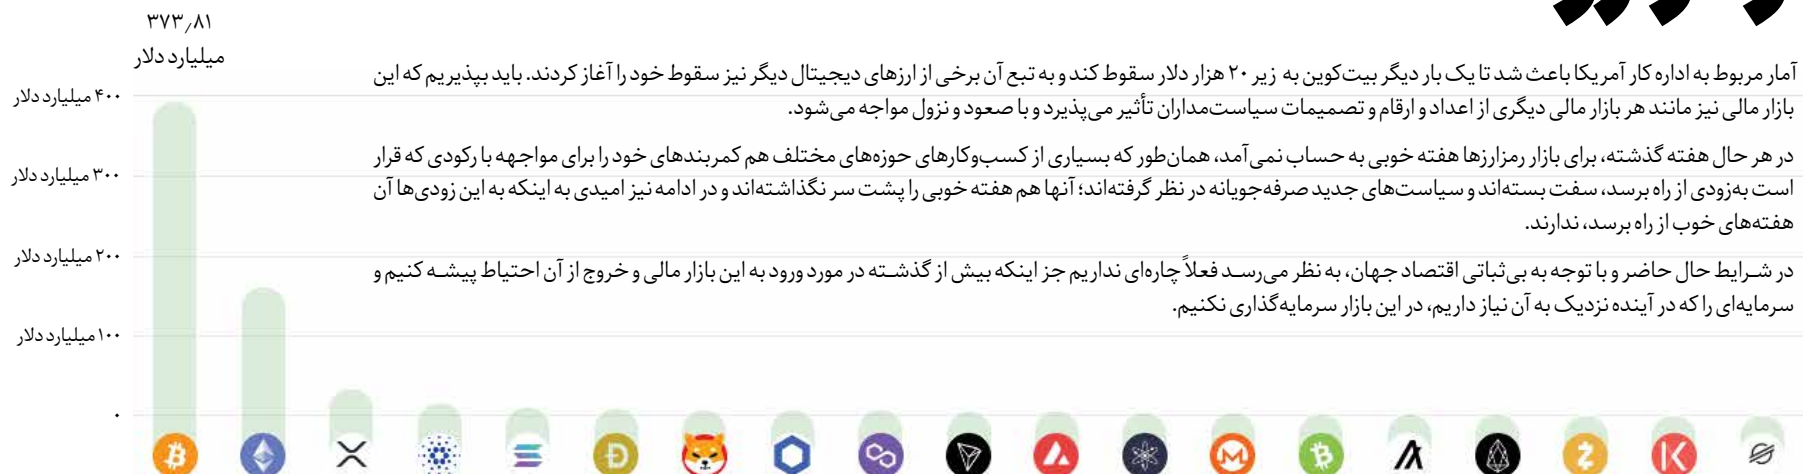 ۳۷۳٫۸۱
میلیارد دلار
آمار مربوط به اداره کار آمریکا باعث شد تا یک بار دیگر بیت‌کوین به زیر ۲۰ هزار دلار سقوط کند و به تبع آن برخی از ارزهای دیجیتال دیگر نیز سقوط خود را آغاز کردند. باید بپذیریم که این
بازار مالی نیز مانند هر بازار مالی دیگری از اعداد و ارقام و تصمیمات سیاست‌مداران تأثیر می‌پذیرد و با صعود و نزول مواجه می‌شود.
در هر حال هفته گذشته، برای بازار رمزارزها هفته خوبی به حساب نمی‌آمد، همان‌طور که بسیاری از کسب‌وکارهای حوزه‌های مختلف هم کمربندهای خود را برای مواجهه با رکودی که قرار
است به‌زودی از راه برسد، سفت بسته‌اند و سیاست‌های جدید صرفه‌جویانه در نظر گرفته‌اند؛ آنها هم هفته خوبی را پشت سر نگذاشته‌اند و در ادامه نیز امیدی به اینکه به این زودی‌ها آن
هفته‌های خوب از راه برسد، ندارند.
در شرایط حال حاضر و با توجه به بی‌ثباتی اقتصاد جهان، به نظر می‌رسد فعلاً چاره‌ای نداریم جز اینکه بیش از گذشته در مورد ورود به این بازار مالی و خروج از آن احتیاط پیشه کنیم و
سرمایه‌ای را که در آینده نزدیک به آن نیاز داریم، در این بازار سرمایه‌گذاری نکنیم.
۴۰۰ میلیارد دلار
۳۰۰ میلیارد دلار
۲۰۰ میلیارد دلار
۱۰۰ میلیارد دلار
۰